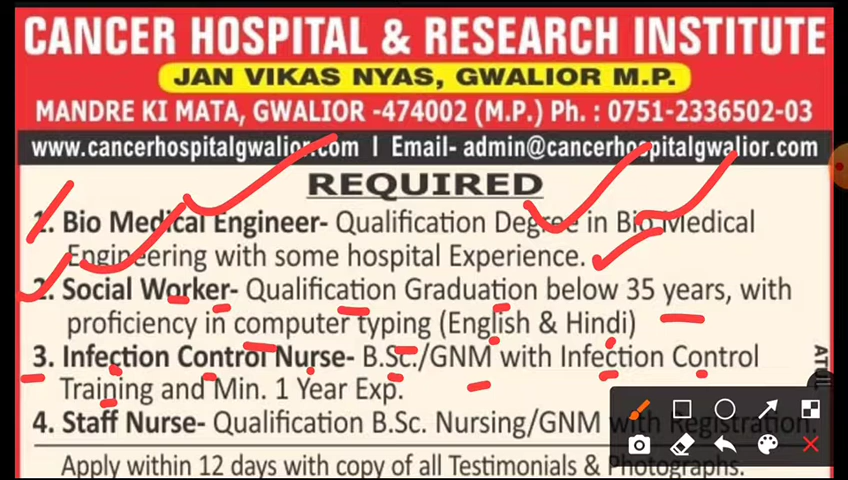 CANCER HOSPITAL & RESEARCH INSTITUTE
JAN VIKAS NYAS, GWALIOR M.P.
MANDRE KI MATA, GWALIOR -474002 (M.P.) Ph. : 0751-2336502-03
www.cancerhospitalgwalior.com | Email- admin@cancerhospitalgwalior.com
REQUIRED
1. Bio Medical Engineer- Qualification Degree in Bio Medical
Engineering with some hospital Experience.
2. Social Worker- Qualification Graduation below 35 years, with
proficiency in computer typing (English & Hindi)
3. Infection Control Nurse- B.Sc./GNM with Infection Control
Training and Min. 1 Year Exp.
4. Staff Nurse- Qualification B.Sc. Nursing/GNM with Registration.
Apply within 12 days with copy of all Testimonials & Photographs.